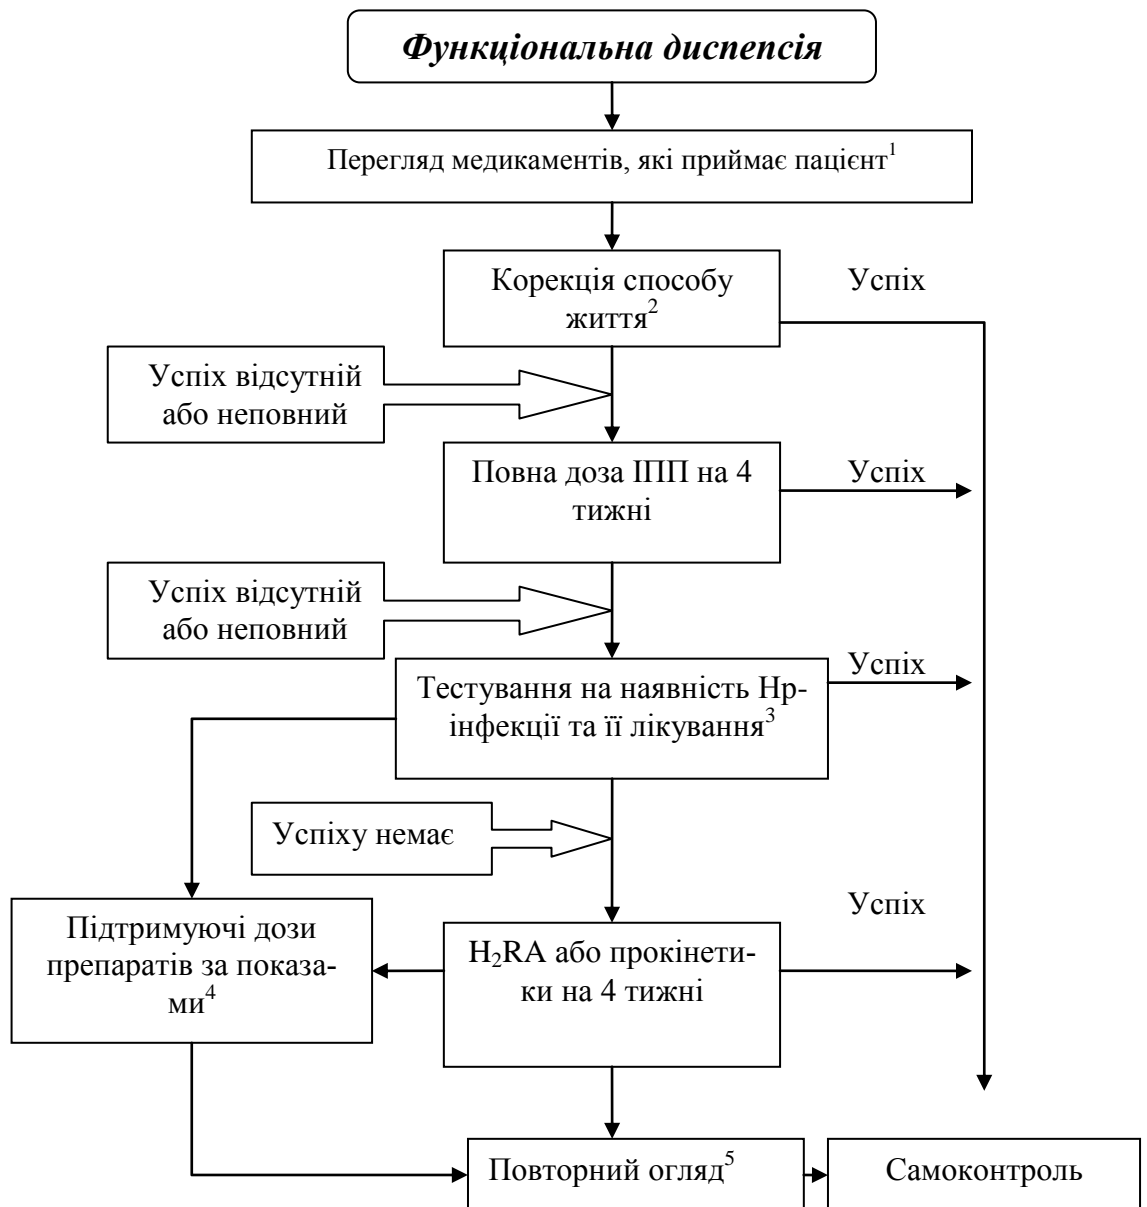 Функціональна диспепсія
Перегляд медикаментів, які приймає пацієнт¹
Корекція способу
життя²
Успіх
Успіх відсутній
або неповний
Повна доза ІПП на 4
тижні
Успіх
Успіх відсутній
або неповний
Тестування на наявність Нр-
інфекції та її лікування³
Успіх
Успіху немає
Підтримуючі дози
препаратів за показа-
ми⁴
H₂RA або прокінети-
ки на 4 тижні
Успіх
Повторний огляд⁵
Самоконтроль